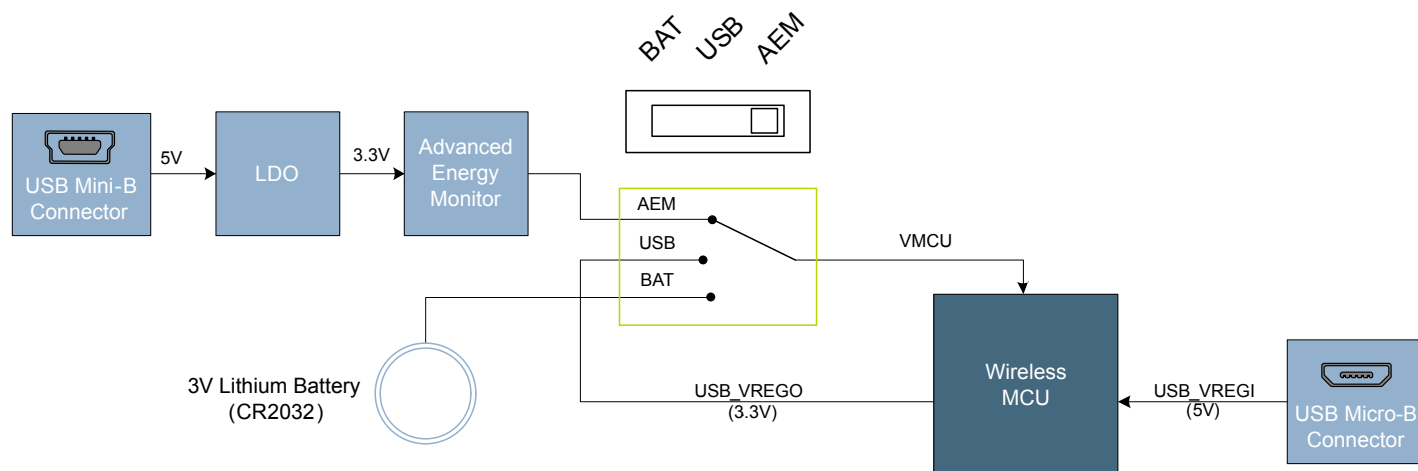 BAT
USB
AEM
USB Mini-B
Connector
5V
LDO
3.3V
Advanced
Energy
Monitor
AEM
USB
BAT
VMCU
3V Lithium Battery
(CR2032)
USB_VREGO
(3.3V)
Wireless
MCU
USB_VREGI
(5V)
USB Micro-B
Connector